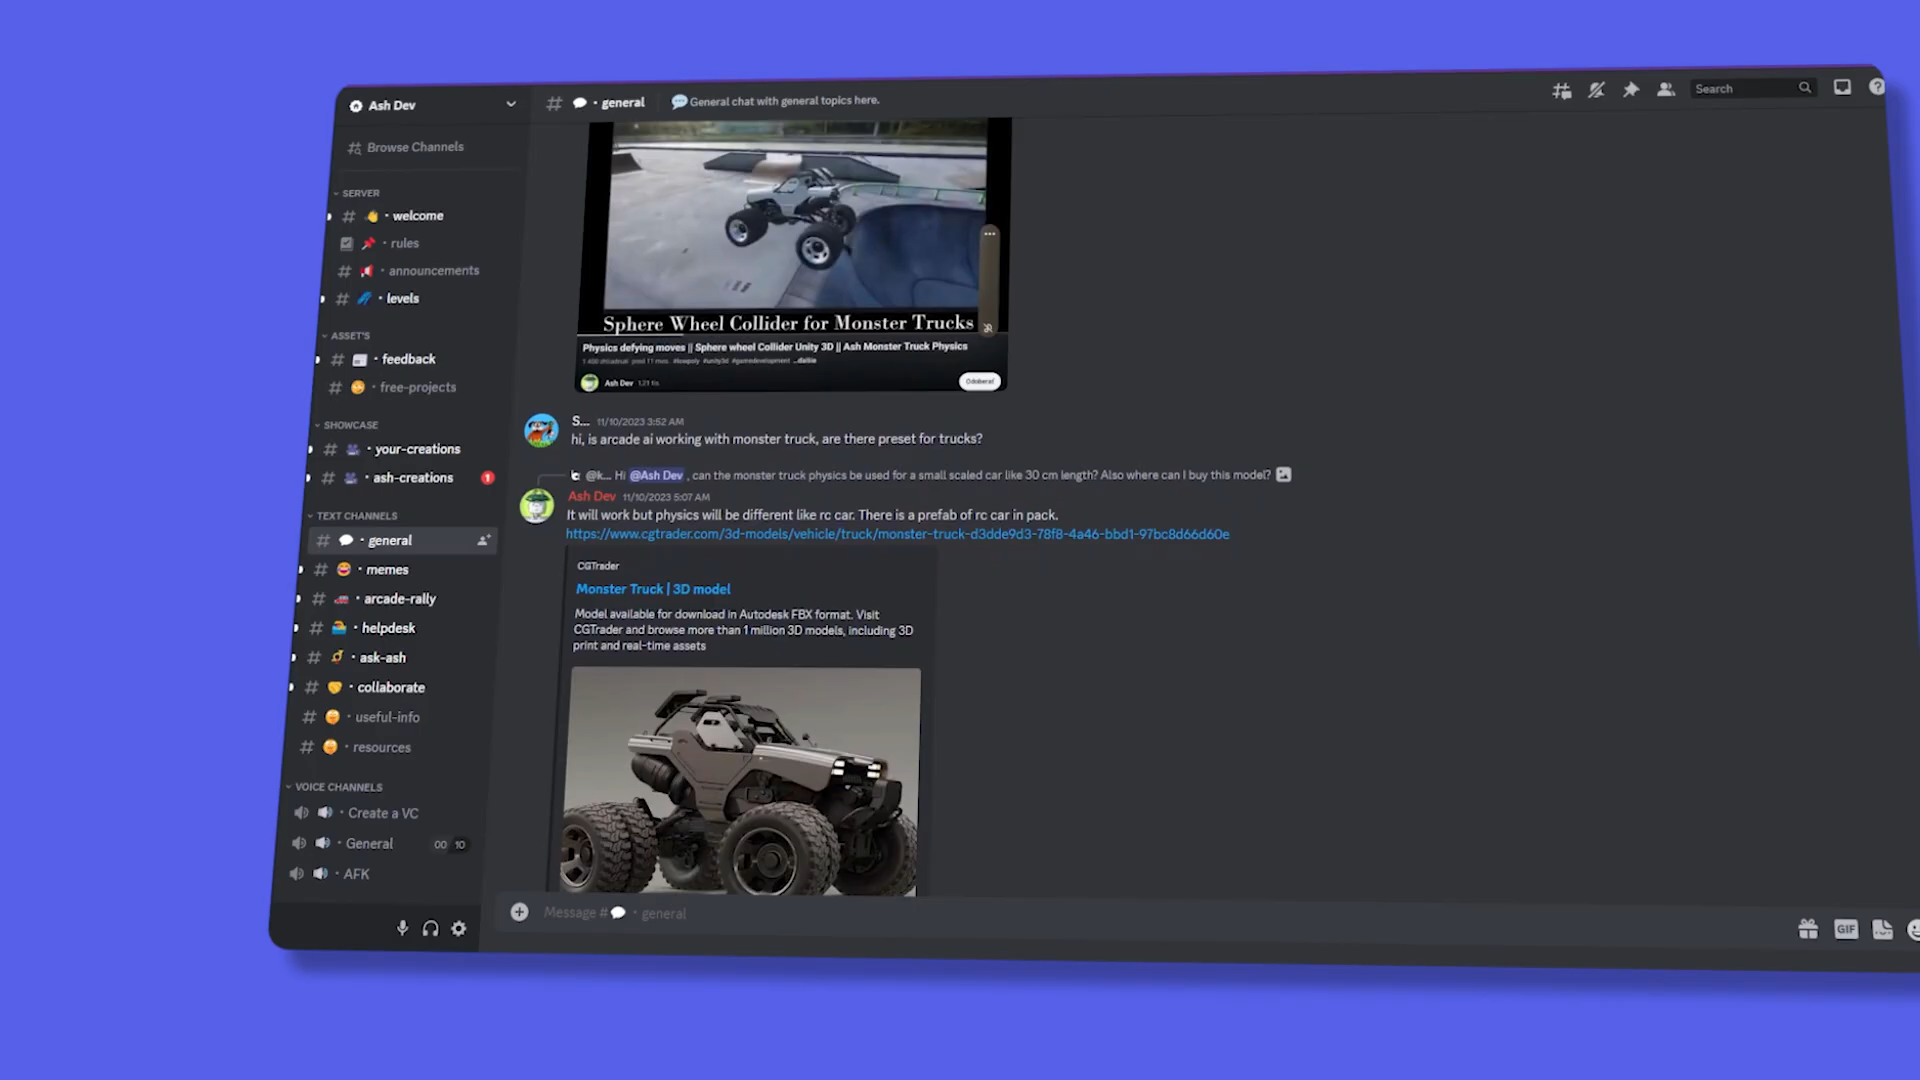 Ash Dev
Browse Channels
SERVER
welcome
rules
announcements
levels
ASSET'S
feedback
free-projects
SHOWCASE
your-creations
ash-creations
1
TEXT CHANNELS
general
memes
arcade-rally
helpdesk
ask-ash
collaborate
useful-info
resources
VOICE CHANNELS
Create a VC
General 00 10
AFK
# general General chat with general topics here.
Search
Sphere Wheel Collider for Monster Trucks
Physics defying moves || Sphere wheel Collider Unity 3D || Ash Monster Truck Physics
#lowpoly #unity3d #gamedevelopment
Ash Dev
S... 11/10/2023 3:52 AM
hi, is arcade ai working with monster truck, are there preset for trucks?
@k... Hi @Ash Dev , can the monster truck physics be used for a small scaled car like 30 cm length? Also where can I buy this model?
Ash Dev 11/10/2023 5:07 AM
It will work but physics will be different like rc car. There is a prefab of rc car in pack.
https://www.cgtrader.com/3d-models/vehicle/truck/monster-truck-d3dde9d3-78f8-4a46-bbd1-97bc8d66d60e
CGTrader
Monster Truck | 3D model
Model available for download in Autodesk FBX format. Visit
CGTrader and browse more than 1 million 3D models, including 3D
print and real-time assets
Message # general
GIF